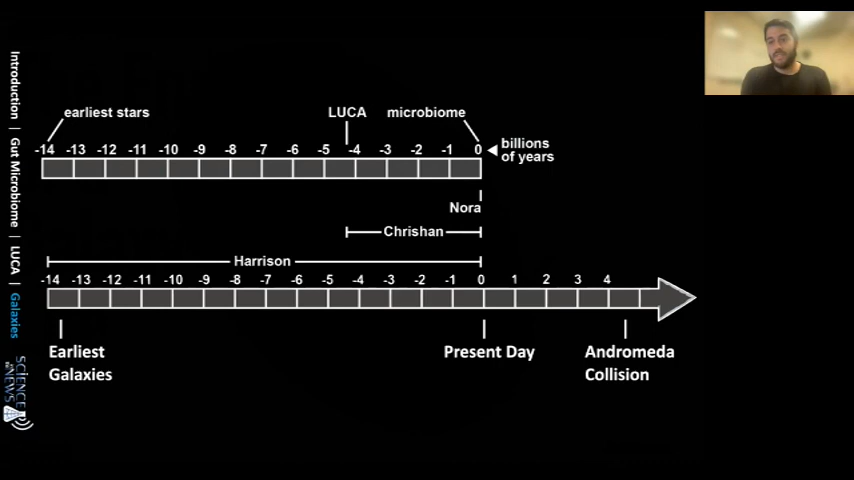 Introduction | Gut Microbiome | LUCA | Galaxies
SCIENCE
IN THE
NEWS
earliest stars
LUCA
microbiome
-14 -13 -12 -11 -10 -9 -8 -7 -6 -5 -4 -3 -2 -1 0
billions
of years
Nora
Chrishan
Harrison
-14 -13 -12 -11 -10 -9 -8 -7 -6 -5 -4 -3 -2 -1 0 1 2 3 4
Earliest
Galaxies
Present Day
Andromeda
Collision